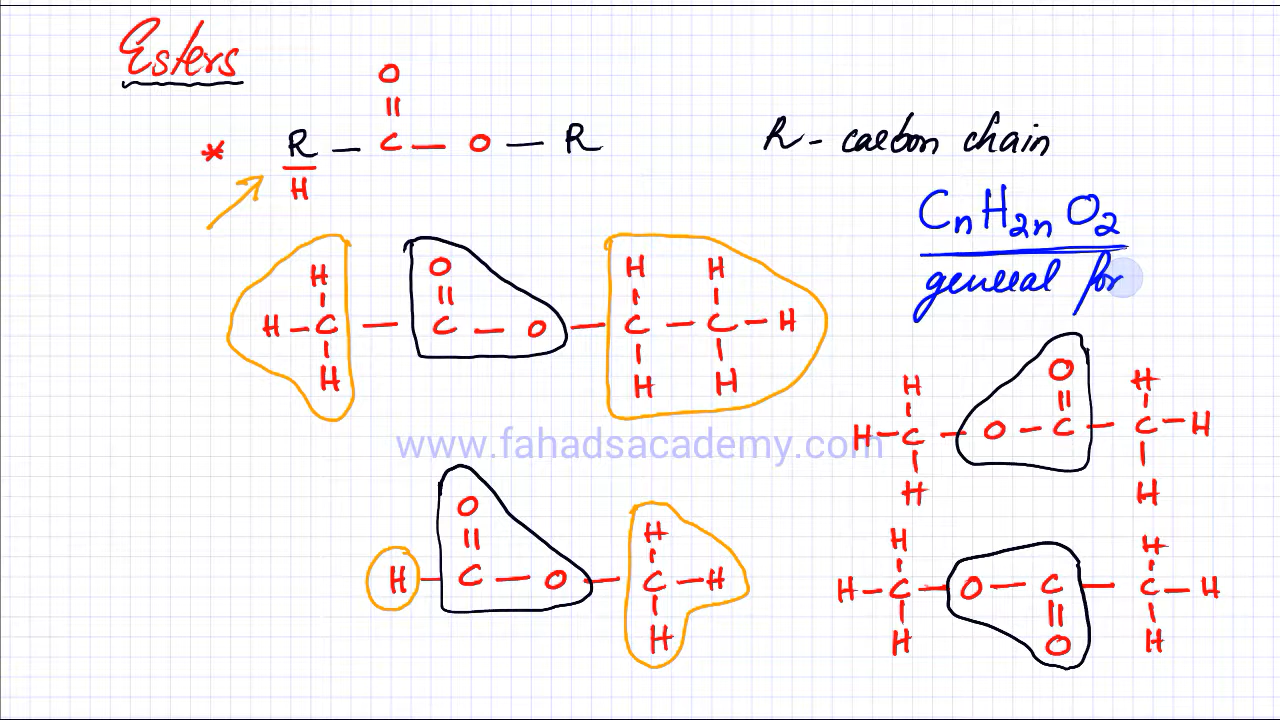 Esters
O
||
* R – C – O – R
H
R - carbon chain
CnH2nO2
general for
H O H H
| || | |
H – C – C – O – C – C – H
| | |
H H H
H O H
| || |
H – C – O – C – C – H
| |
H H
www.fahadsacademy.com
O H
|| |
H – C – O – C – H
|
H
H H
| |
H – C – O – C – C – H
| || |
H O H